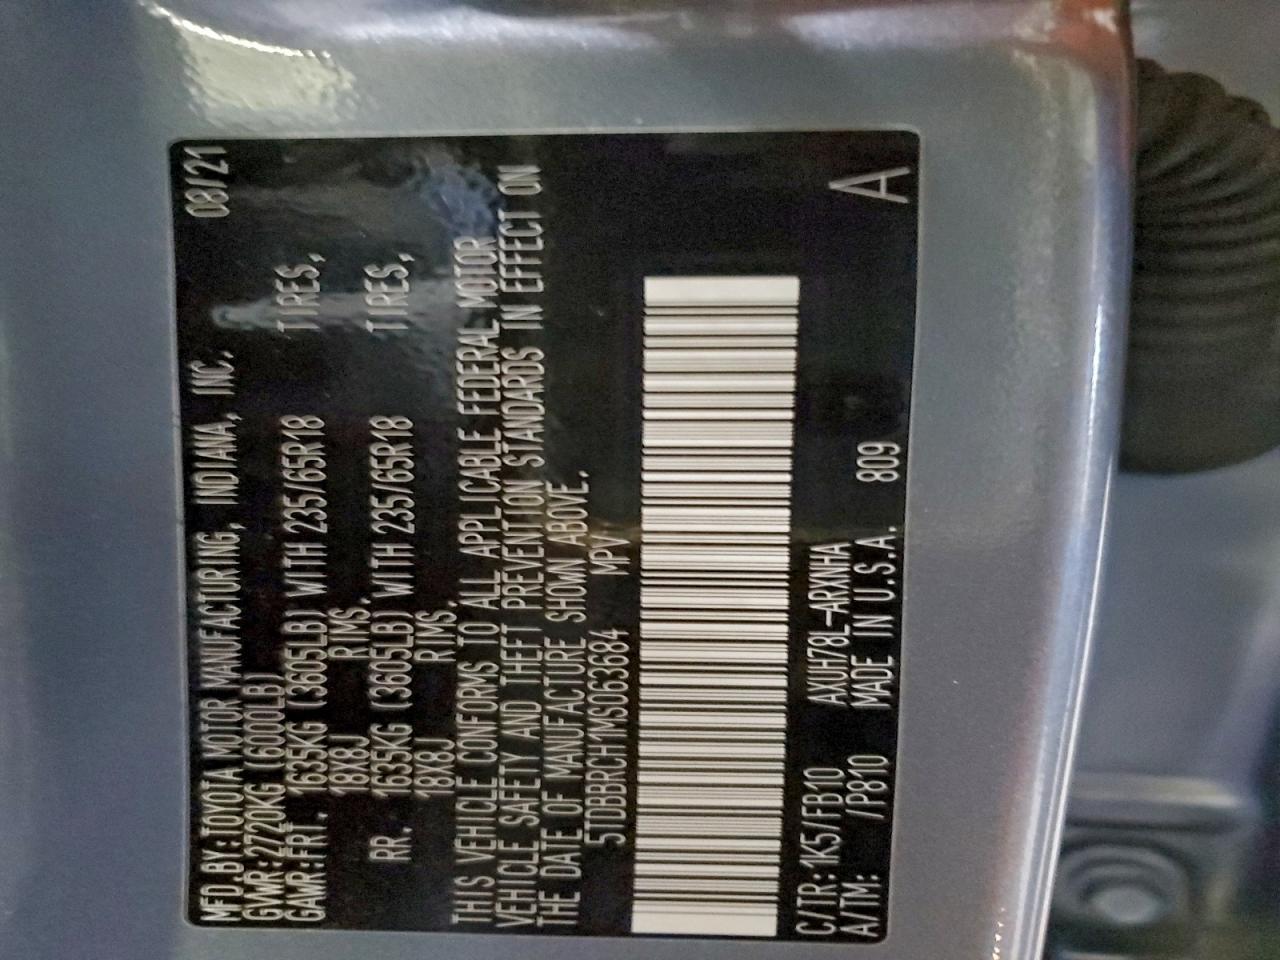 MFD.BY:TOYOTA MOTOR MANUFACTURING, INDIANA, INC. 08/21
GVWR:2720KG (6000LB)
GAWR:FRT. 1635KG (3605LB) WITH 235/65R18 TIRES,
18X8J RIMS.
RR. 1635KG (3605LB) WITH 235/65R18 TIRES,
18X8J RIMS.
THIS VEHICLE CONFORMS TO ALL APPLICABLE FEDERAL MOTOR
VEHICLE SAFETY AND THEFT PREVENTION STANDARDS IN EFFECT ON
THE DATE OF MANUFACTURE SHOWN ABOVE.
5TDBBRCH1MS063684 MPV
C/TR:1K5/FB10 AXUH78L-ARXNHA
A/TM: /P810 MADE IN U.S.A. 809 A